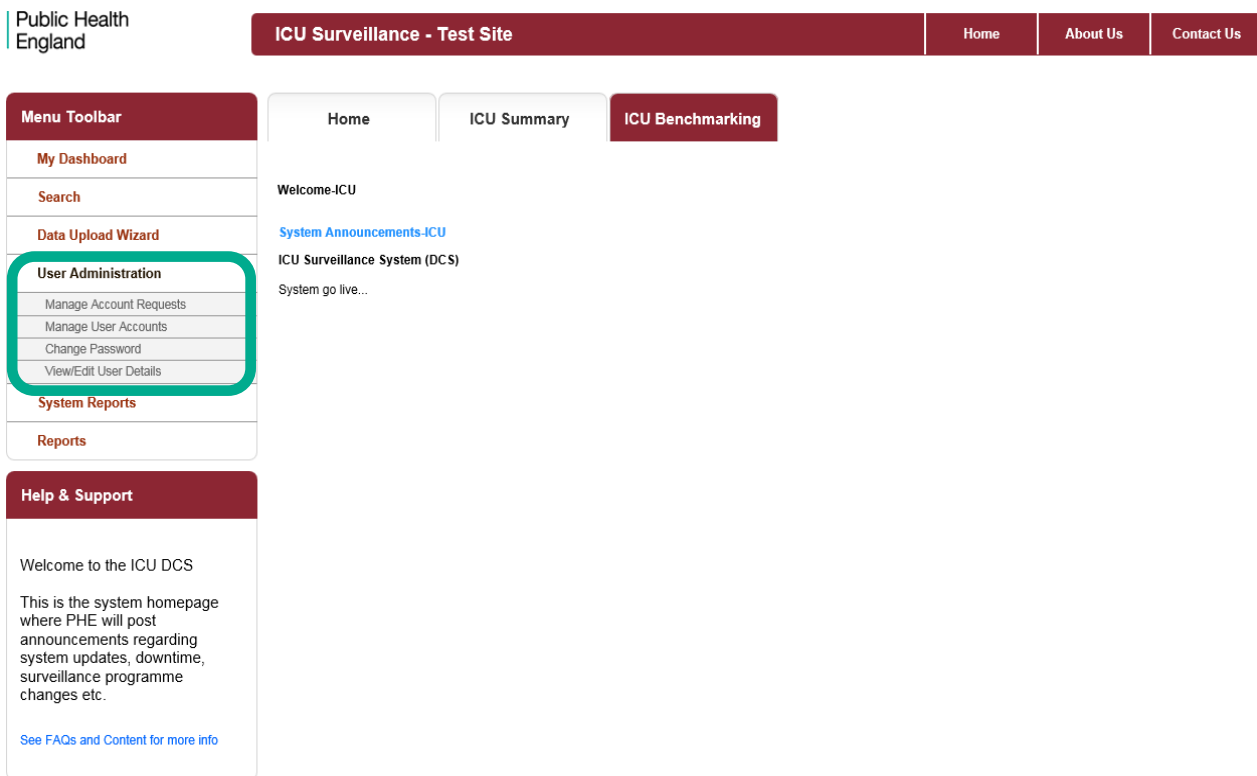 Public Health
England
ICU Surveillance - Test Site
Home
About Us
Contact Us
Menu Toolbar
My Dashboard
Search
Data Upload Wizard
User Administration
Manage Account Requests
Manage User Accounts
Change Password
View/Edit User Details
System Reports
Reports
Home
ICU Summary
ICU Benchmarking
Welcome-ICU
System Announcements-ICU
ICU Surveillance System (DCS)
System go live...
Help & Support
Welcome to the ICU DCS
This is the system homepage
where PHE will post
announcements regarding
system updates, downtime,
surveillance programme
changes etc.
See FAQs and Content for more info